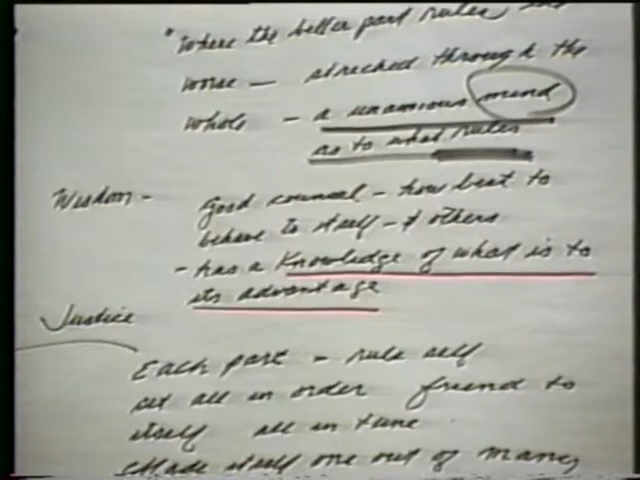 "Where the better part rules the
worse – streched through the
whole – a unamious mind
as to what rules
Wisdom – Good counsel – how best to
behave to itself – & others
– has a Knowledge of what is to
its advantage
Justice
Each part – rule self
set all in order friend to
itself all in tune
Made itself one out of many